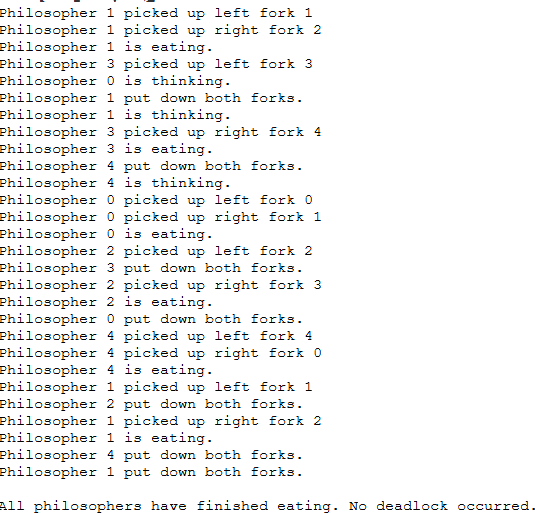 Philosopher 1 picked up left fork 1
Philosopher 1 picked up right fork 2
Philosopher 1 is eating.
Philosopher 3 picked up left fork 3
Philosopher 0 is thinking.
Philosopher 1 put down both forks.
Philosopher 1 is thinking.
Philosopher 3 picked up right fork 4
Philosopher 3 is eating.
Philosopher 4 put down both forks.
Philosopher 4 is thinking.
Philosopher 0 picked up left fork 0
Philosopher 0 picked up right fork 1
Philosopher 0 is eating.
Philosopher 2 picked up left fork 2
Philosopher 3 put down both forks.
Philosopher 2 picked up right fork 3
Philosopher 2 is eating.
Philosopher 0 put down both forks.
Philosopher 4 picked up left fork 4
Philosopher 4 picked up right fork 0
Philosopher 4 is eating.
Philosopher 1 picked up left fork 1
Philosopher 2 put down both forks.
Philosopher 1 picked up right fork 2
Philosopher 1 is eating.
Philosopher 4 put down both forks.
Philosopher 1 put down both forks.
All philosophers have finished eating. No deadlock occurred.